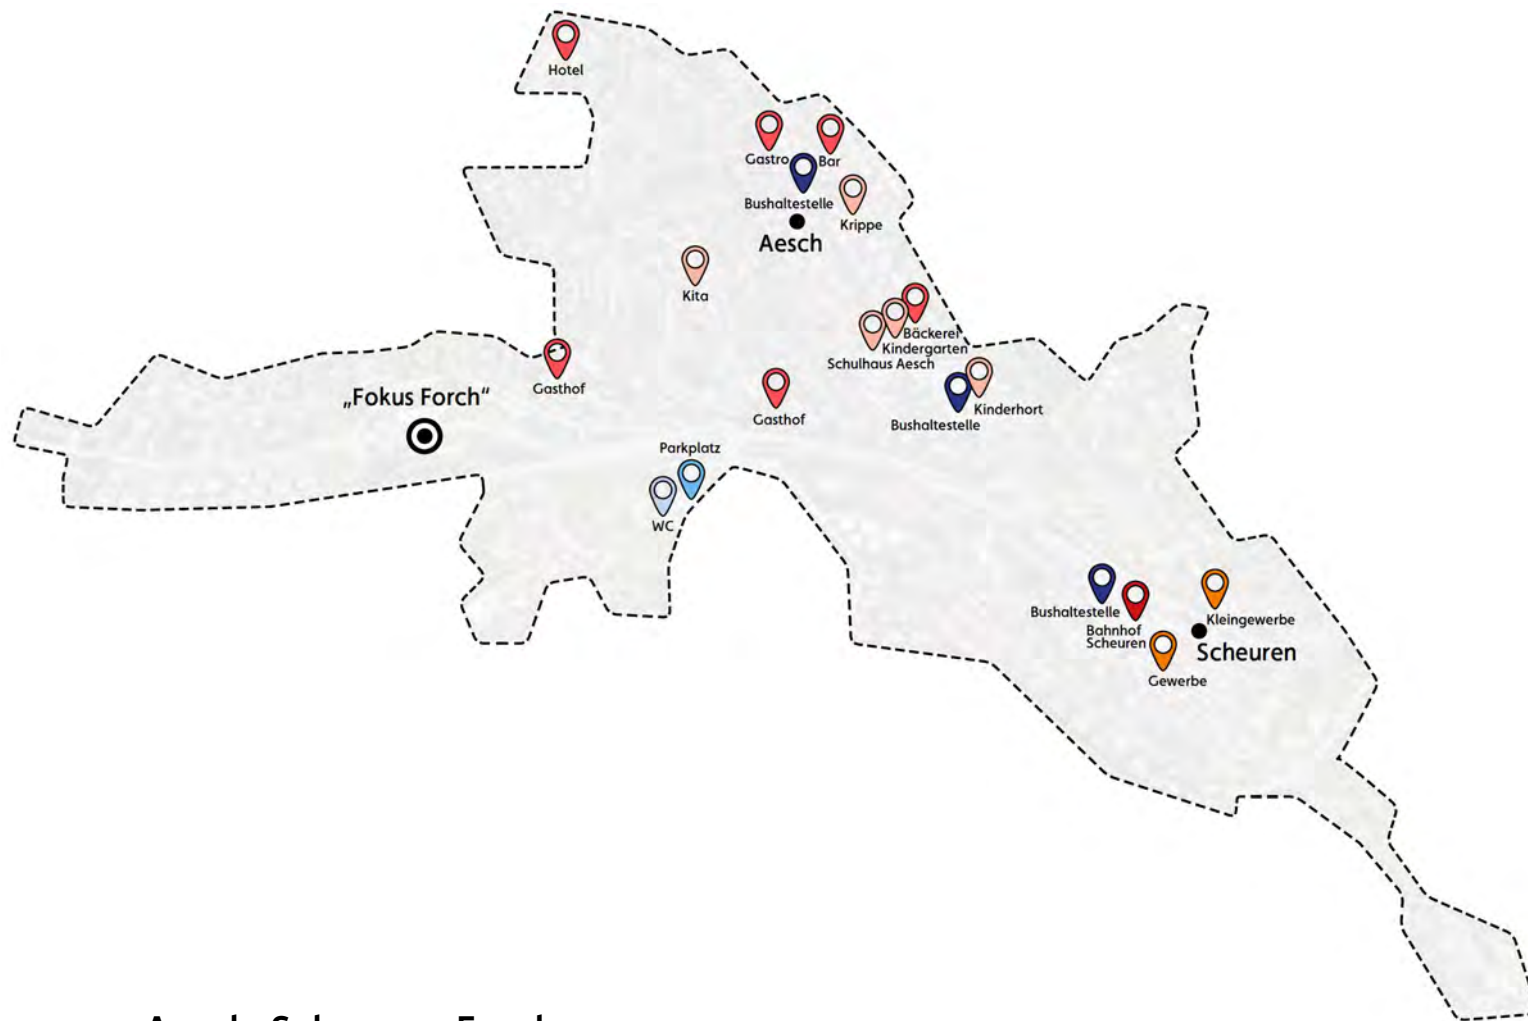 Hotel
Gastro
Bar
Bushaltestelle
Krippe
Aesch
Kita
Bäckerei
Kindergarten
Schulhaus Aesch
Gasthof
„Fokus Forch“
Kinderhort
Gasthof
Bushaltestelle
Parkplatz
WC
Bushaltestelle
Kleingewerbe
Bahnhof
Scheuren
Scheuren
Gewerbe